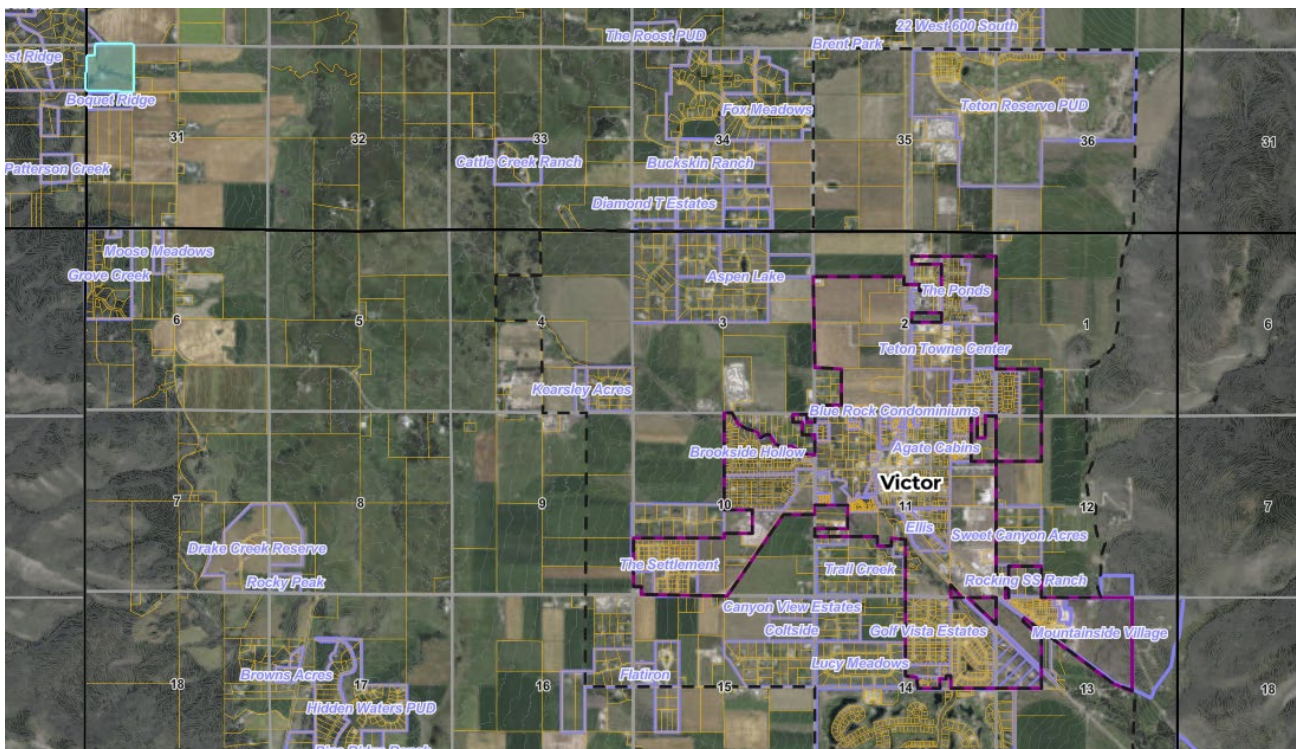 22 West 600 South
The Roost PUD
Brent Park
est Ridge
Boquet Ridge
Fox Meadows
Teton Reserve PUD
31
32
33
34
35
36
31
Patterson Creek
Cattle Creek Ranch
Buckskin Ranch
Diamond T Estates
Moose Meadows
Grove Creek
Aspen Lake
The Ponds
6
5
4
3
2
1
6
Teton Towne Center
Kearsley Acres
Blue Rock Condominiums
Brookside Hollow
Agate Cabins
Victor
7
8
9
10
11
12
7
Ellis
Sweet Canyon Acres
Drake Creek Reserve
The Settlement
Trail Creek
Rocky Peak
Rocking SS Ranch
Canyon View Estates
Coltside
Golf Vista Estates
Mountainside Village
Lucy Meadows
Browns Acres
Flatiron
18
17
16
15
14
13
18
Hidden Waters PUD